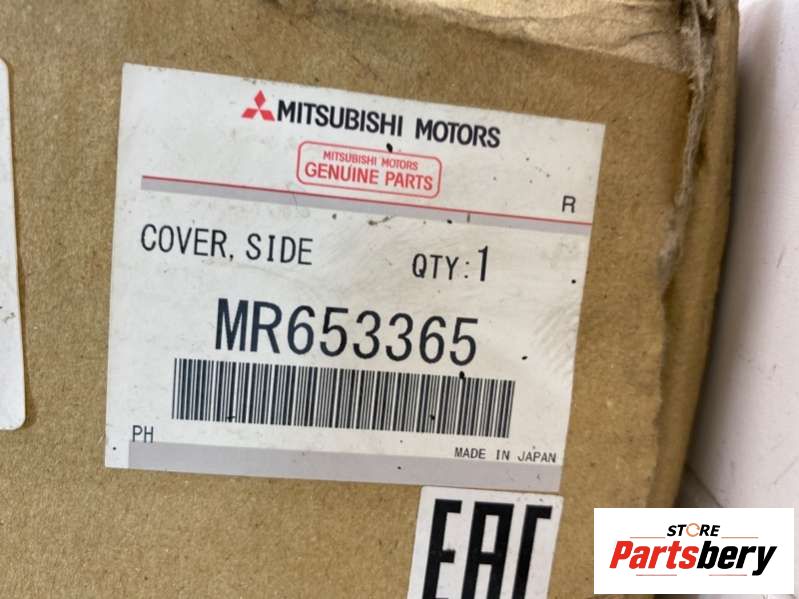 MITSUBISHI MOTORS
MITSUBISHI MOTORS
GENUINE PARTS
R
COVER, SIDE
QTY:1
MR653365
PH
MADE IN JAPAN
EAC
STORE
Partsbery